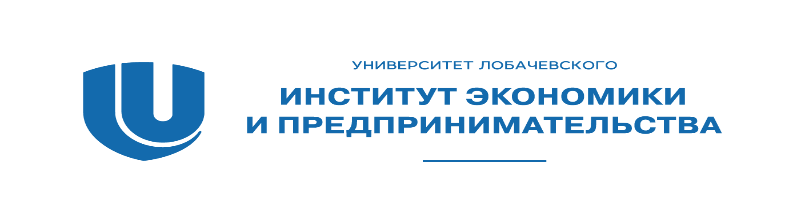 УНИВЕРСИТЕТ ЛОБАЧЕВСКОГО
ИНСТИТУТ ЭКОНОМИКИ
И ПРЕДПРИНИМАТЕЛЬСТВА